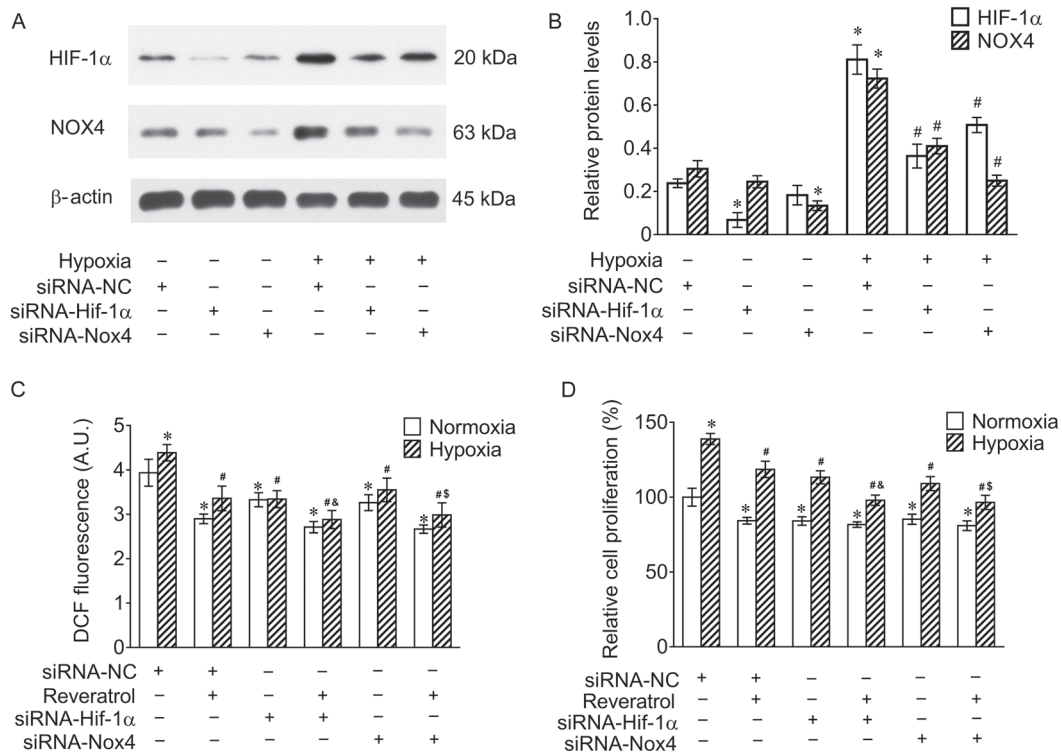 A
HIF-1α 20 kDa
NOX4 63 kDa
β-actin 45 kDa
Hypoxia – – – + + +
siRNA-NC + – – + – –
siRNA-Hif-1α – + – – + –
siRNA-Nox4 – – + – – +
B
HIF-1α
NOX4
Relative protein levels
1.0
0.8
0.6
0.4
0.2
0
* * * * # # # #
Hypoxia – – – + + +
siRNA-NC + – – + – –
siRNA-Hif-1α – + – – + –
siRNA-Nox4 – – + – – +
C
Normoxia
Hypoxia
DCF fluorescence (A.U.)
5
4
3
2
1
0
* * # * # * #& * # * #$
siRNA-NC + + – – – –
Reveratrol – + – + – +
siRNA-Hif-1α – – + + – –
siRNA-Nox4 – – – – + +
D
Normoxia
Hypoxia
Relative cell proliferation (%)
150
100
50
0
* * # * # * #& * # * #$
siRNA-NC + + – – – –
Reveratrol – + – + – +
siRNA-Hif-1α – – + + – –
siRNA-Nox4 – – – – + +